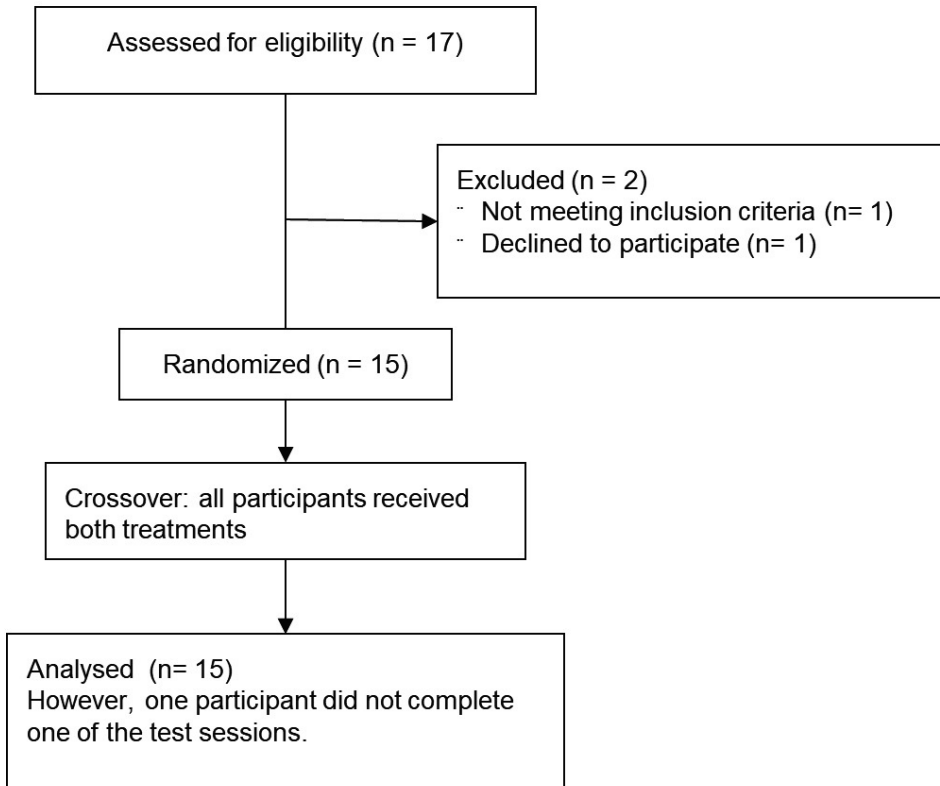 Assessed for eligibility (n = 17)
Excluded (n = 2)
¨ Not meeting inclusion criteria (n= 1)
¨ Declined to participate (n= 1)
Randomized (n = 15)
Crossover: all participants received
both treatments
Analysed (n= 15)
However, one participant did not complete
one of the test sessions.